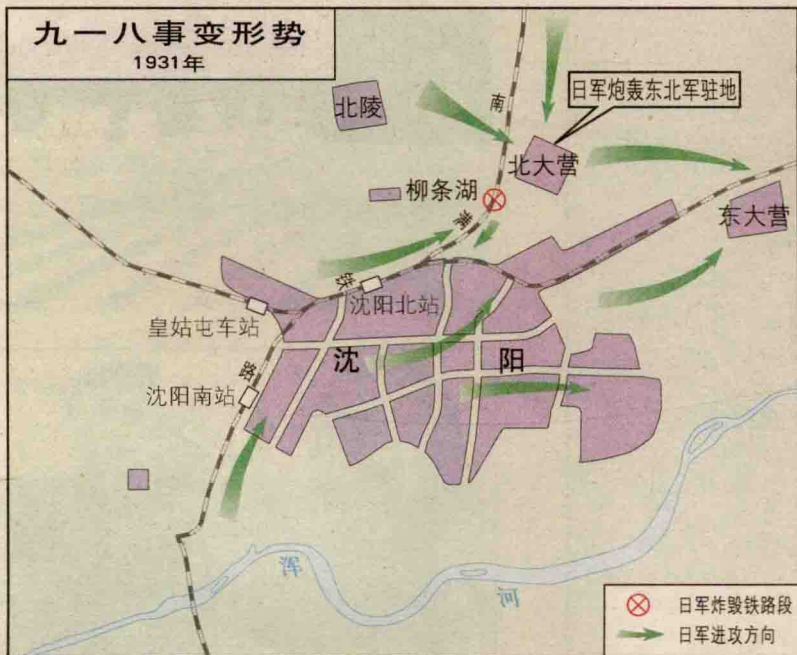 九一八事变形势
1931年
北陵
南
日军炮轰东北军驻地
北大营
柳条湖
满
东大营
铁
沈阳北站
皇姑屯车站
沈
阳
路
沈阳南站
浑
河
日军炸毁铁路段
日军进攻方向